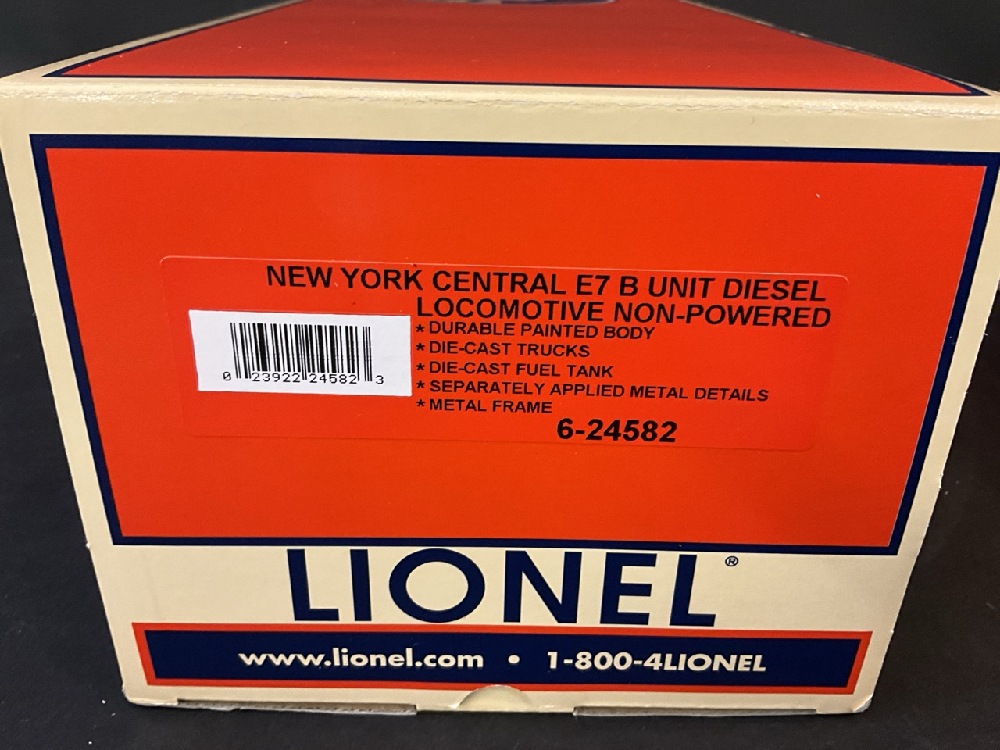 NEW YORK CENTRAL E7 B UNIT DIESEL
LOCOMOTIVE NON-POWERED
* DURABLE PAINTED BODY
* DIE-CAST TRUCKS
* DIE-CAST FUEL TANK
* SEPARATELY APPLIED METAL DETAILS
* METAL FRAME
6-24582
0 23922 24582 3
LIONEL®
www.lionel.com • 1-800-4LIONEL